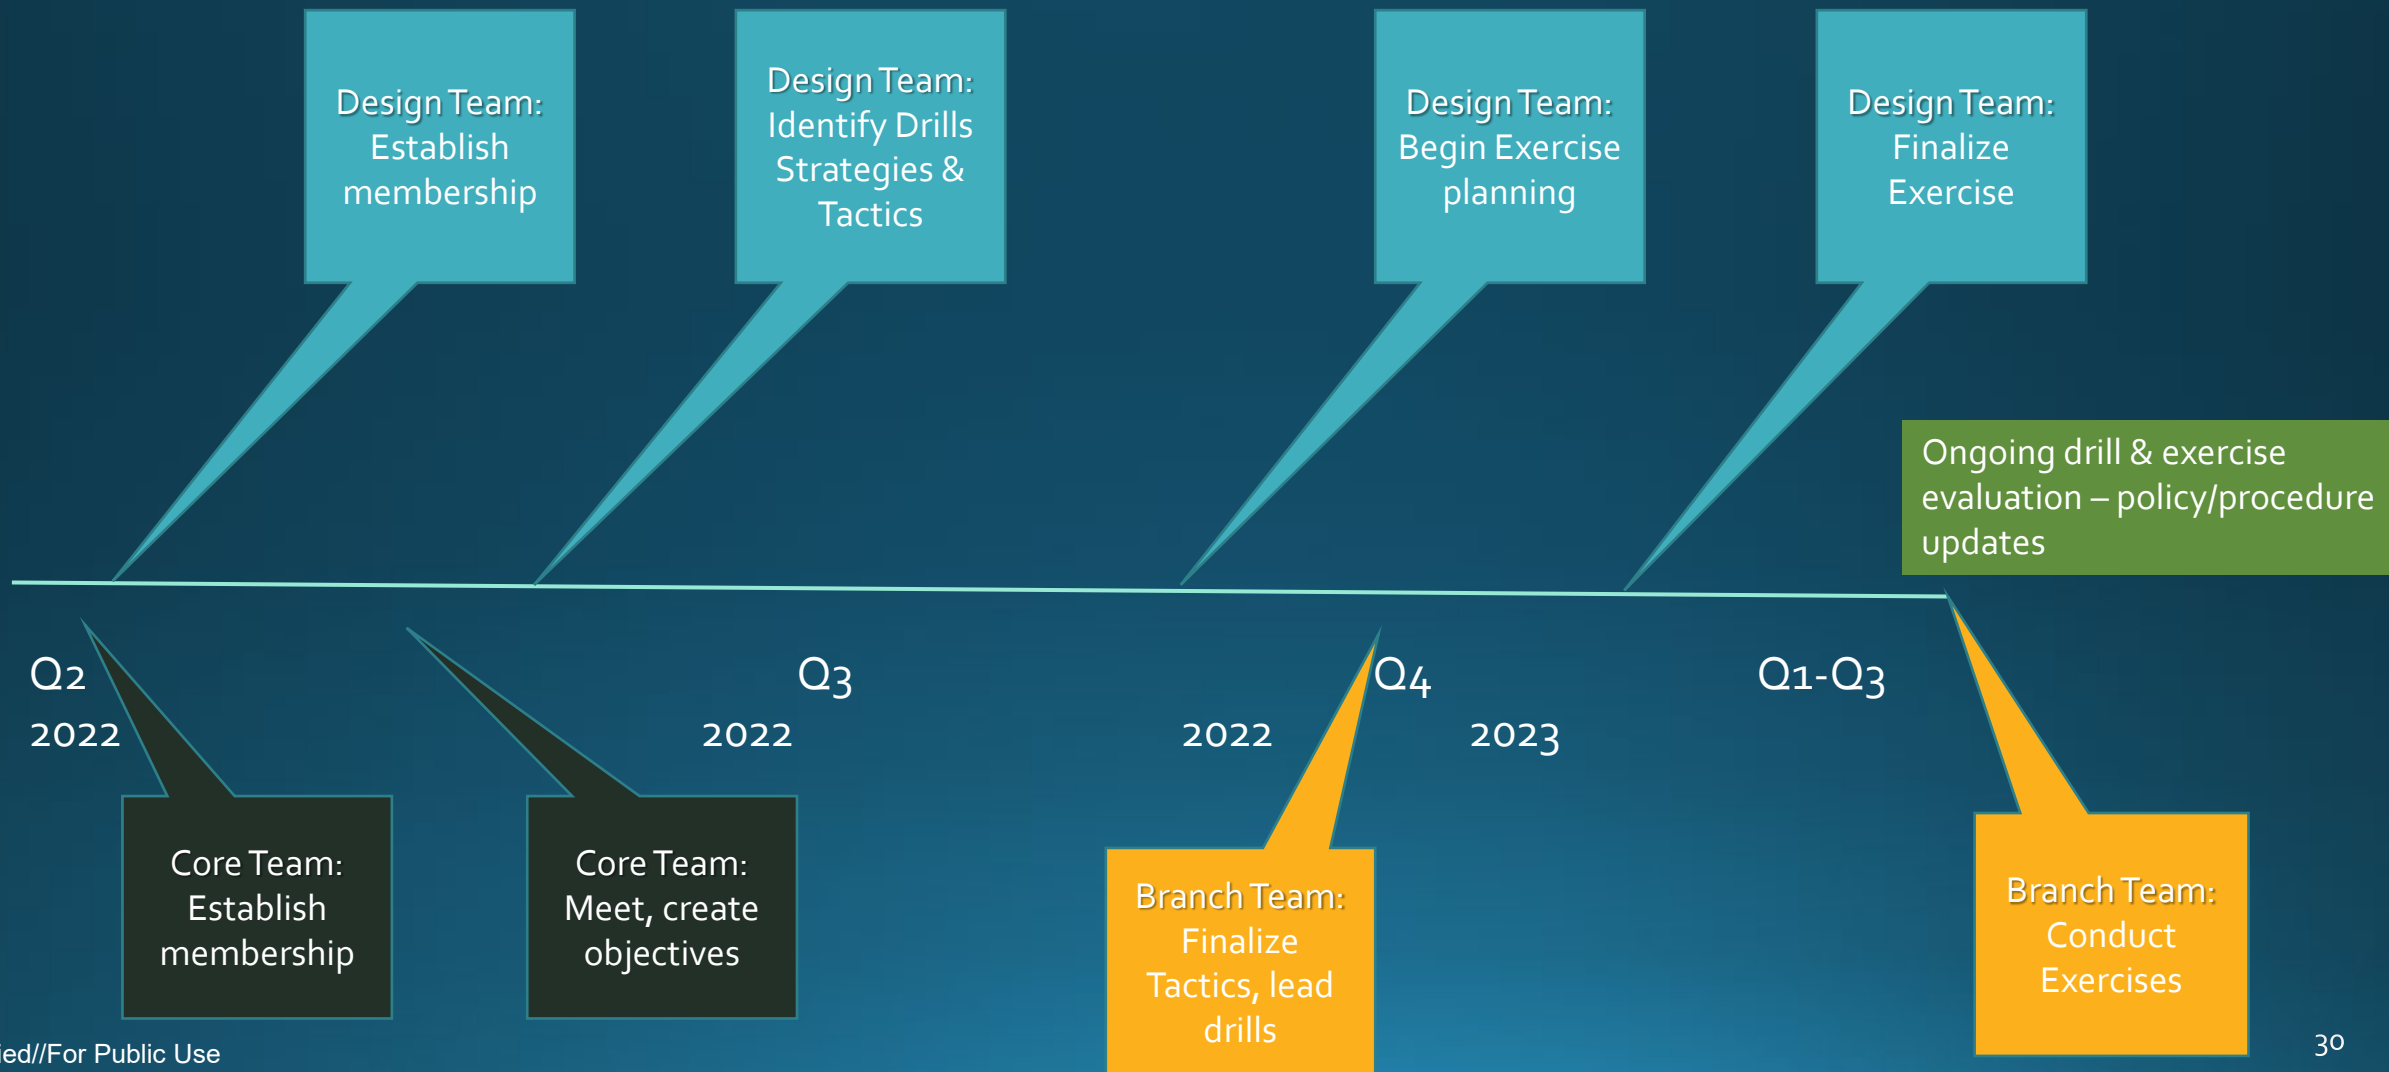 Design Team:
Establish
membership
Design Team:
Identify Drills
Strategies &
Tactics
Design Team:
Begin Exercise
planning
Design Team:
Finalize
Exercise
Ongoing drill & exercise
evaluation – policy/procedure
updates
Q2 Q3 Q4 Q1-Q3
2022 2022 2022 2023
Core Team:
Establish
membership
Core Team:
Meet, create
objectives
Branch Team:
Finalize
Tactics, lead
drills
Branch Team:
Conduct
Exercises
ied//For Public Use
30